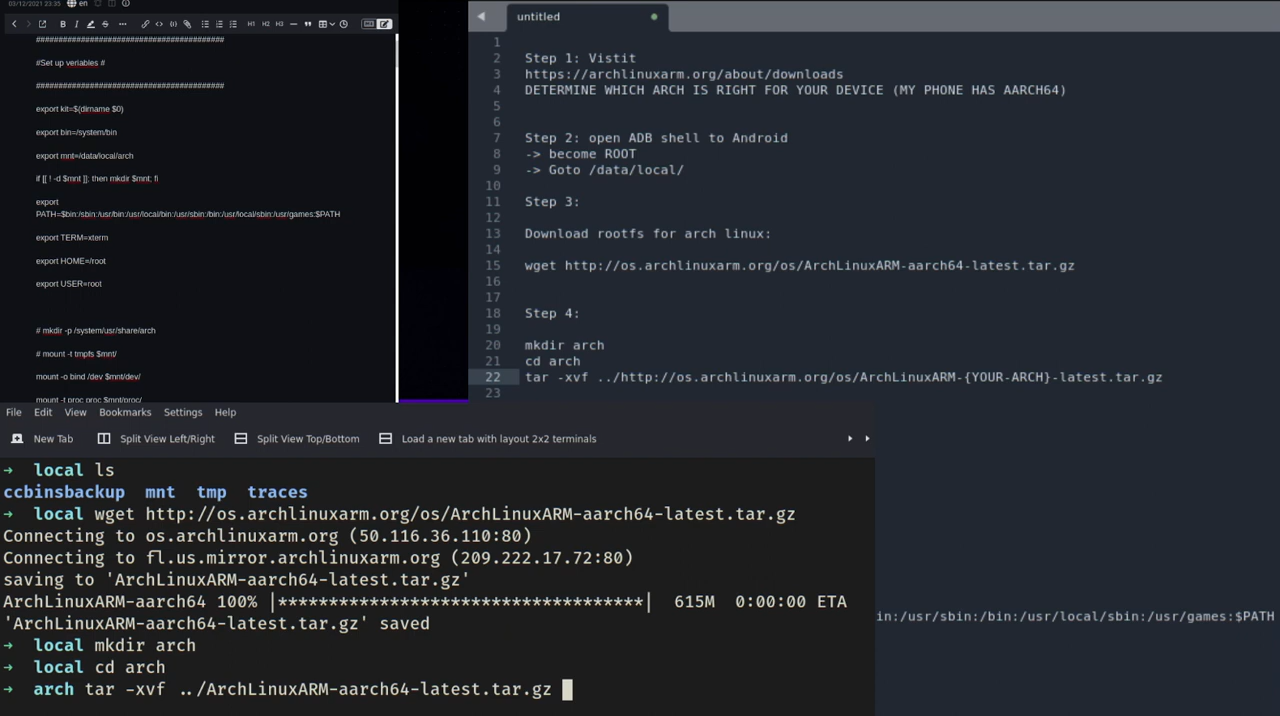 03/12/2021 23:35 en
B I S H1 H2 H3
##########################################
#Set up veriables #
##########################################
export kit=$(dirname $0)
export bin=/system/bin
export mnt=/data/local/arch
if [[ ! -d $mnt ]]; then mkdir $mnt; fi
export
PATH=$bin:/sbin:/usr/bin:/usr/local/bin:/usr/sbin:/bin:/usr/local/sbin:/usr/games:$PATH
export TERM=xterm
export HOME=/root
export USER=root
# mkdir -p /system/usr/share/arch
# mount -t tmpfs $mnt/
mount -o bind /dev $mnt/dev/
mount -t proc proc $mnt/proc/
untitled
1
2 Step 1: Vistit
3 https://archlinuxarm.org/about/downloads
4 DETERMINE WHICH ARCH IS RIGHT FOR YOUR DEVICE (MY PHONE HAS AARCH64)
5
6
7 Step 2: open ADB shell to Android
8 -> become ROOT
9 -> Goto /data/local/
10
11 Step 3:
12
13 Download rootfs for arch linux:
14
15 wget http://os.archlinuxarm.org/os/ArchLinuxARM-aarch64-latest.tar.gz
16
17
18 Step 4:
19
20 mkdir arch
21 cd arch
22 tar -xvf ../http://os.archlinuxarm.org/os/ArchLinuxARM-{YOUR-ARCH}-latest.tar.gz
23
in:/usr/sbin:/bin:/usr/local/sbin:/usr/games:$PATH
File Edit View Bookmarks Settings Help
New Tab Split View Left/Right Split View Top/Bottom Load a new tab with layout 2x2 terminals
➜ local ls
ccbinsbackup mnt tmp traces
➜ local wget http://os.archlinuxarm.org/os/ArchLinuxARM-aarch64-latest.tar.gz
Connecting to os.archlinuxarm.org (50.116.36.110:80)
Connecting to fl.us.mirror.archlinuxarm.org (209.222.17.72:80)
saving to 'ArchLinuxARM-aarch64-latest.tar.gz'
ArchLinuxARM-aarch64 100% |*************************************| 615M 0:00:00 ETA
'ArchLinuxARM-aarch64-latest.tar.gz' saved
➜ local mkdir arch
➜ local cd arch
➜ arch tar -xvf ../ArchLinuxARM-aarch64-latest.tar.gz